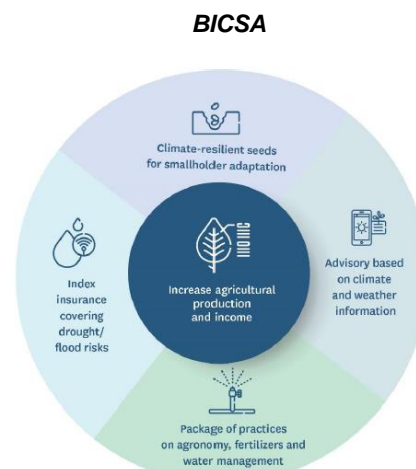 BICSA
Climate-resilient seeds
for smallholder adaptation
Index
insurance
covering
drought/
flood risks
Increase agricultural
production
and income
Advisory based
on climate
and weather
information
Package of practices
on agronomy, fertilizers and
water management